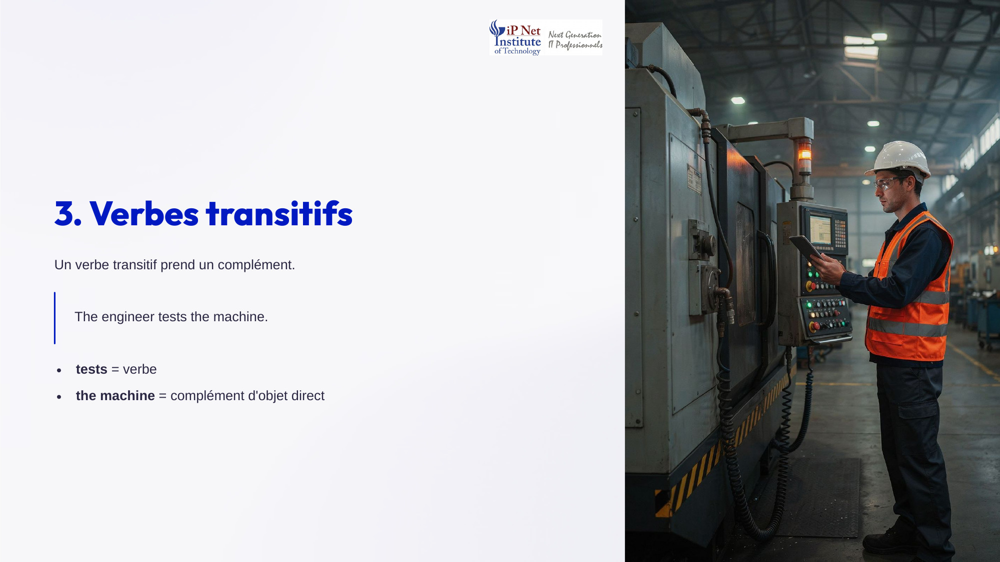 iP Net
Institute
of Technology
Next Generation
IT Professionnels
3. Verbes transitifs
Un verbe transitif prend un complément.
The engineer tests the machine.
• tests = verbe
• the machine = complément d'objet direct